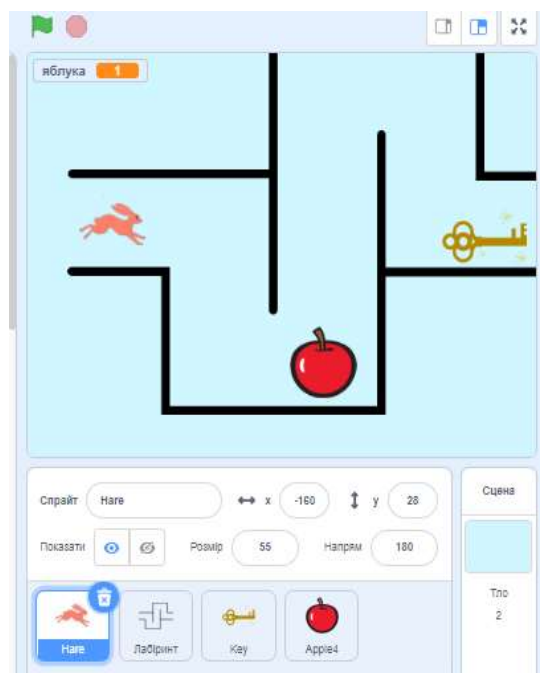 яблука 1
Спрайт Hare x -160 y 28
Показати Розмір 55 Напрям 180
Hare Лабіринт Key Apple4
Сцена
Тло
2